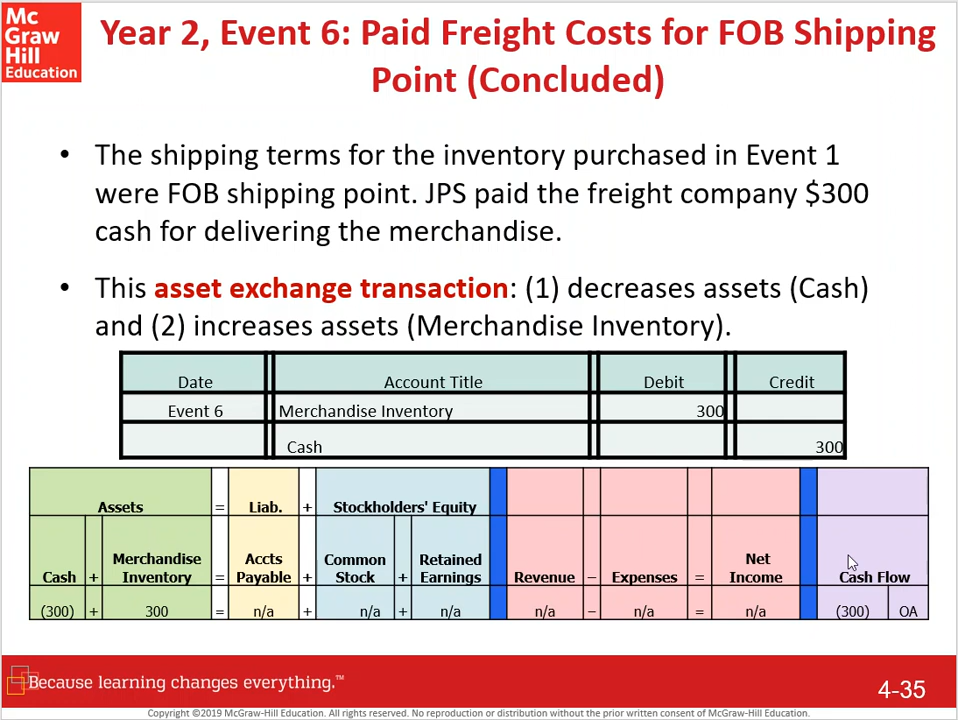 Mc
Graw
Hill
Education
Year 2, Event 6: Paid Freight Costs for FOB Shipping
Point (Concluded)
• The shipping terms for the inventory purchased in Event 1
were FOB shipping point. JPS paid the freight company $300
cash for delivering the merchandise.
• This asset exchange transaction: (1) decreases assets (Cash)
and (2) increases assets (Merchandise Inventory).
Date Account Title Debit Credit
Event 6 Merchandise Inventory 300
Cash 300
Assets = Liab. + Stockholders' Equity
Merchandise Accts Common Retained Net
Cash + Inventory = Payable + Stock + Earnings Revenue – Expenses = Income Cash Flow
(300) + 300 = n/a + n/a + n/a n/a – n/a = n/a (300) OA
Because learning changes everything.™
4-35
Copyright ©2019 McGraw-Hill Education. All rights reserved. No reproduction or distribution without the prior written consent of McGraw-Hill Education.